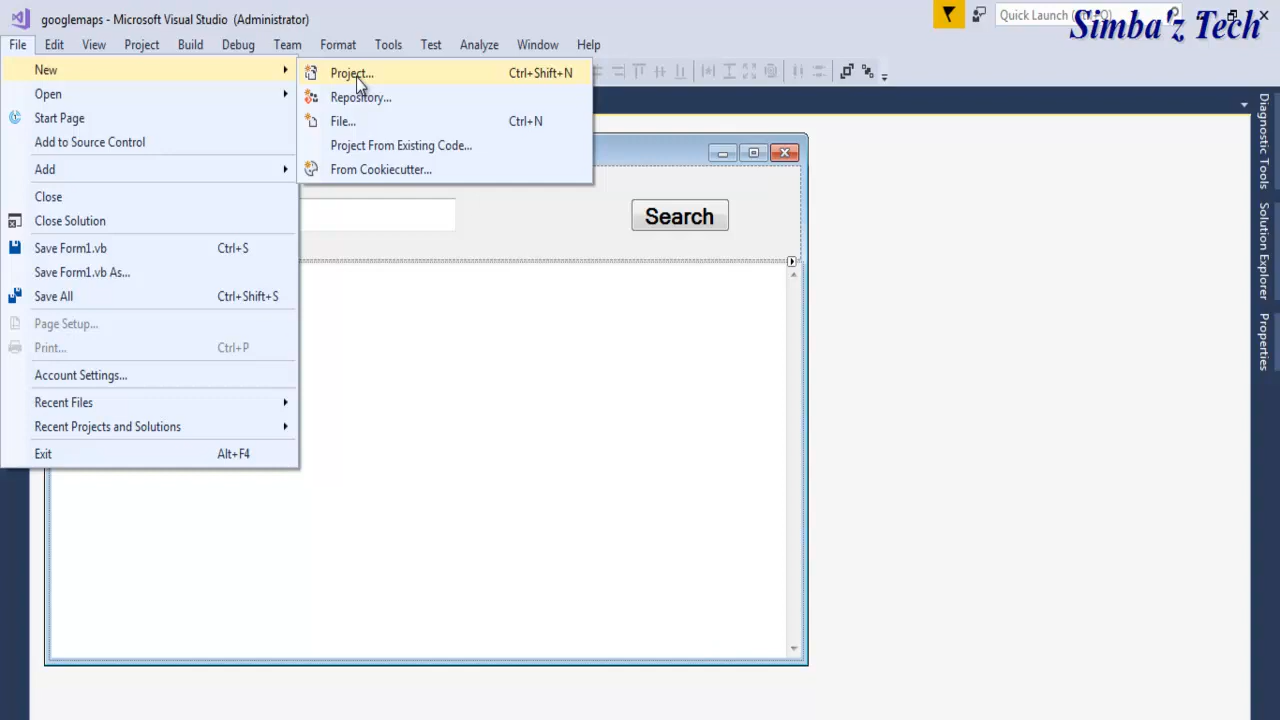 googlemaps - Microsoft Visual Studio (Administrator)
Simba'z Tech
File Edit View Project Build Debug Team Format Tools Test Analyze Window Help
New
Open
Start Page
Add to Source Control
Add
Close
Close Solution
Save Form1.vb Ctrl+S
Save Form1.vb As...
Save All Ctrl+Shift+S
Page Setup...
Print... Ctrl+P
Account Settings...
Recent Files
Recent Projects and Solutions
Exit Alt+F4
Project... Ctrl+Shift+N
Repository...
File... Ctrl+N
Project From Existing Code...
From Cookiecutter...
Search
Diagnostic Tools
Solution Explorer
Properties